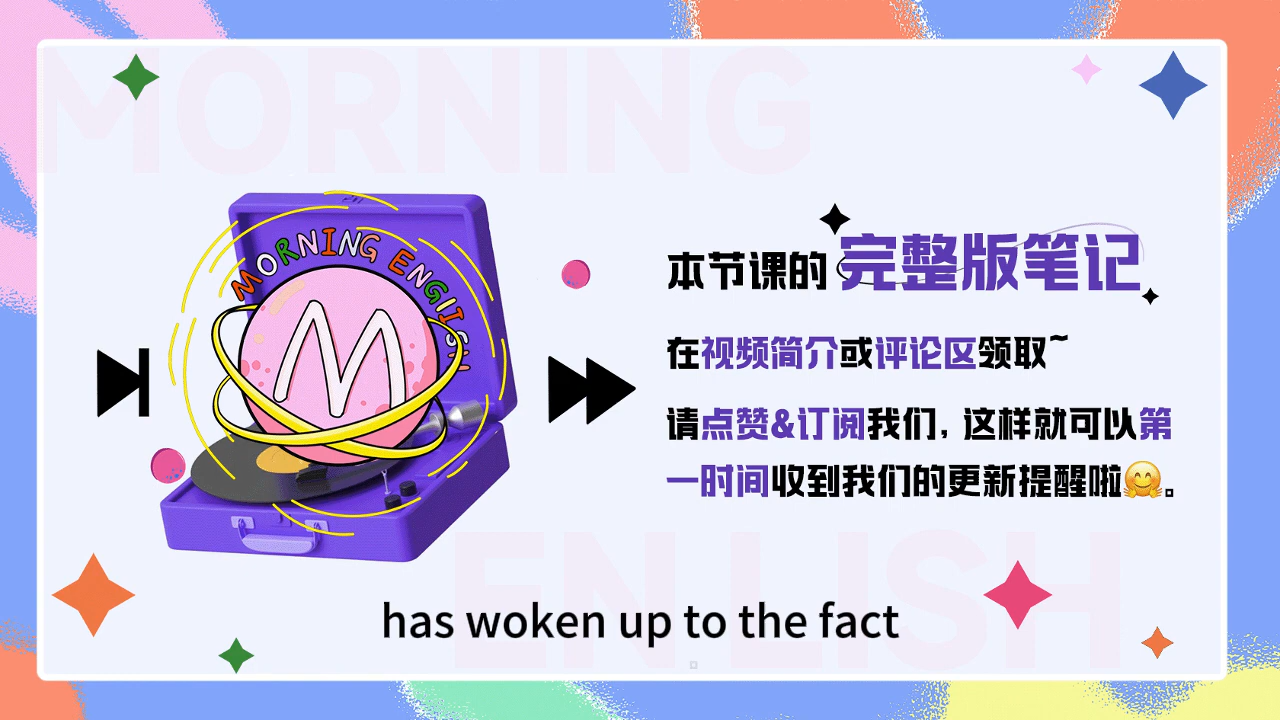 MORNING
MORNING ENGLISH
M
本节课的 完整版笔记
在视频简介或评论区领取~
请点赞&订阅我们, 这样就可以第
一时间收到我们的更新提醒啦🤗。
EN LISH
has woken up to the fact